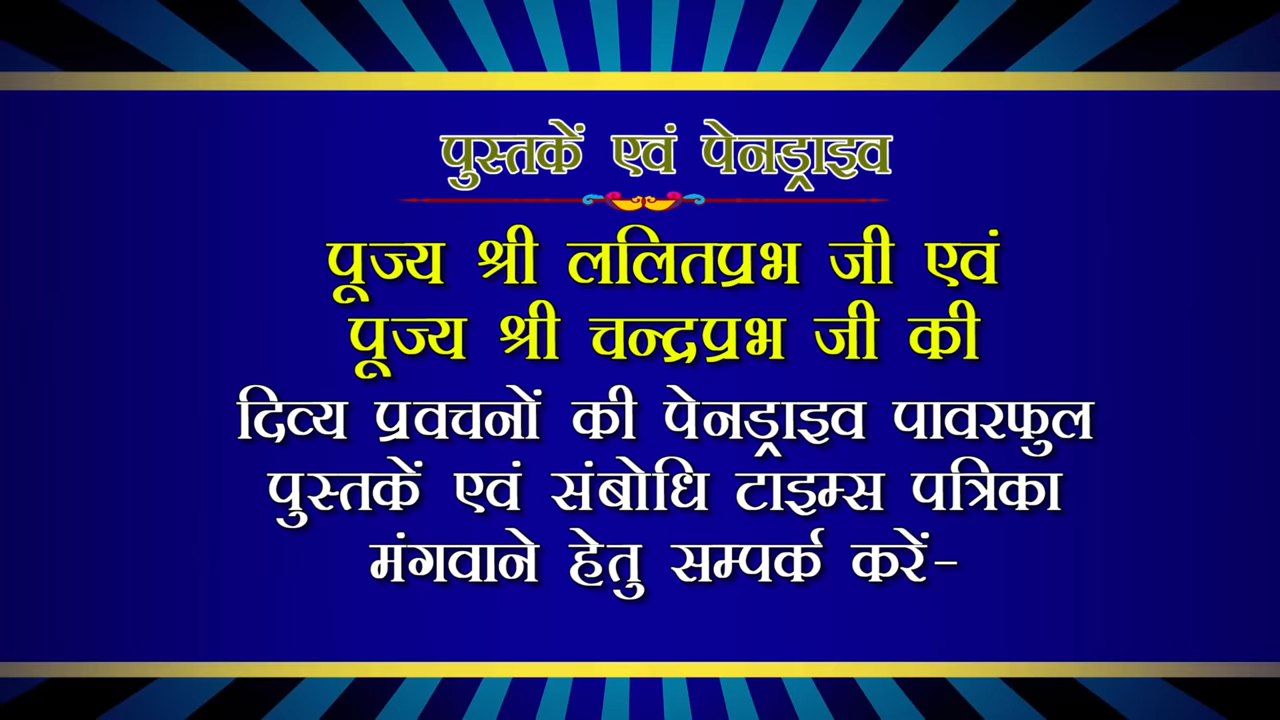 पुस्तकें एवं पेनड्राइव
पूज्य श्री ललितप्रभ जी एवं
पूज्य श्री चन्द्रप्रभ जी की
दिव्य प्रवचनों की पेनड्राइव पावरफुल
पुस्तकें एवं संबोधि टाइम्स पत्रिका
मंगवाने हेतु सम्पर्क करें-